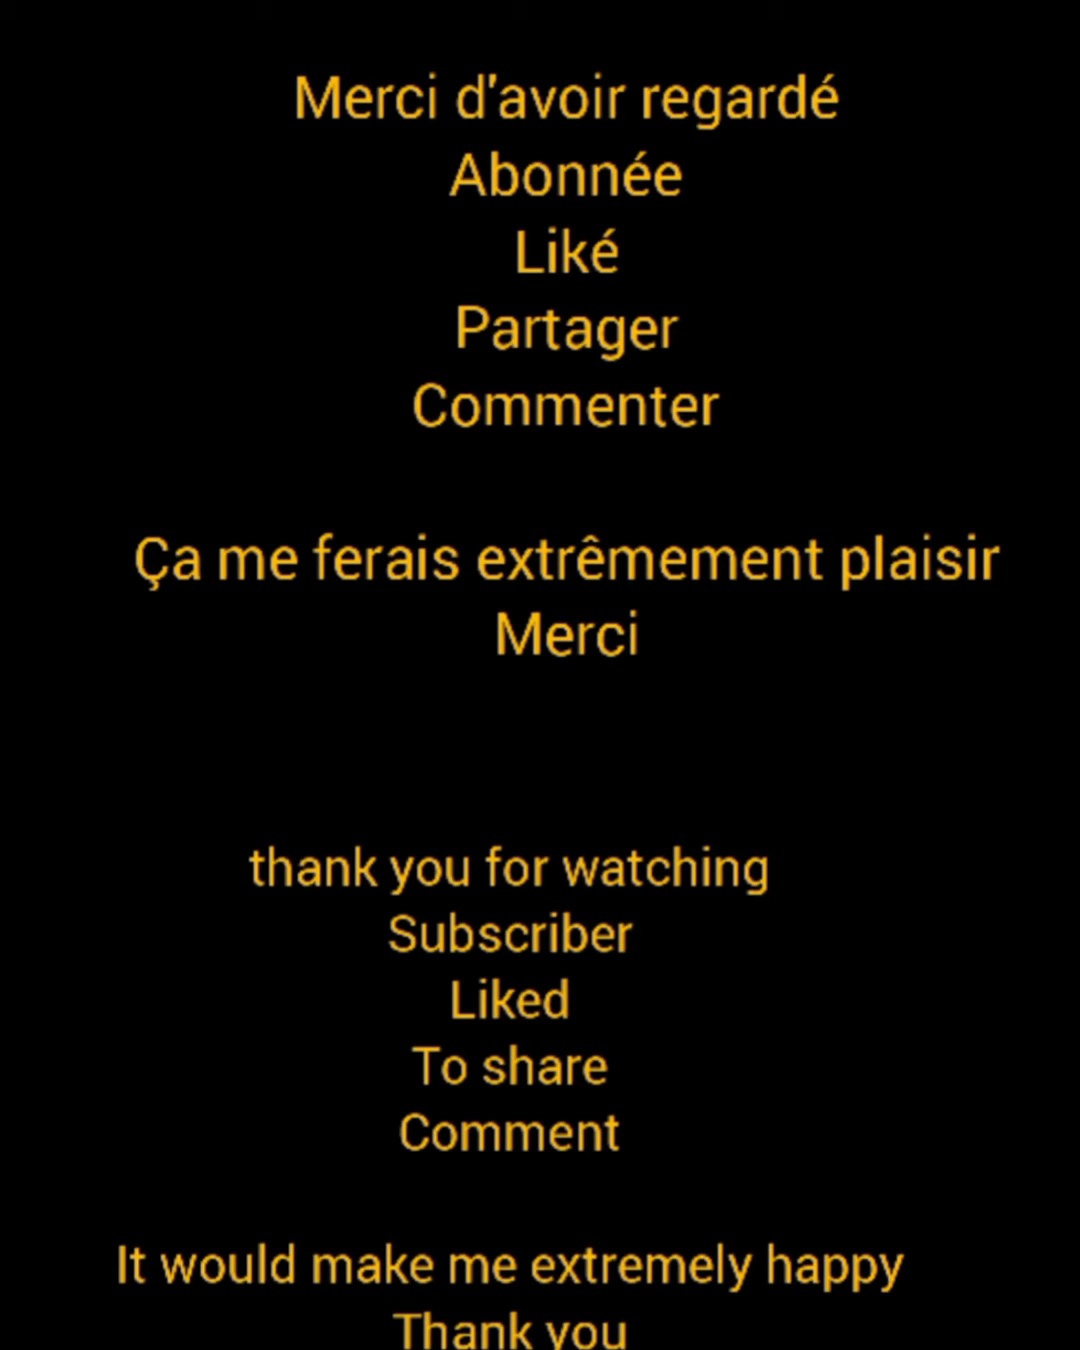 Merci d'avoir regardé
Abonnée
Liké
Partager
Commenter
Ça me ferais extrêmement plaisir
Merci
thank you for watching
Subscriber
Liked
To share
Comment
It would make me extremely happy
Thank you